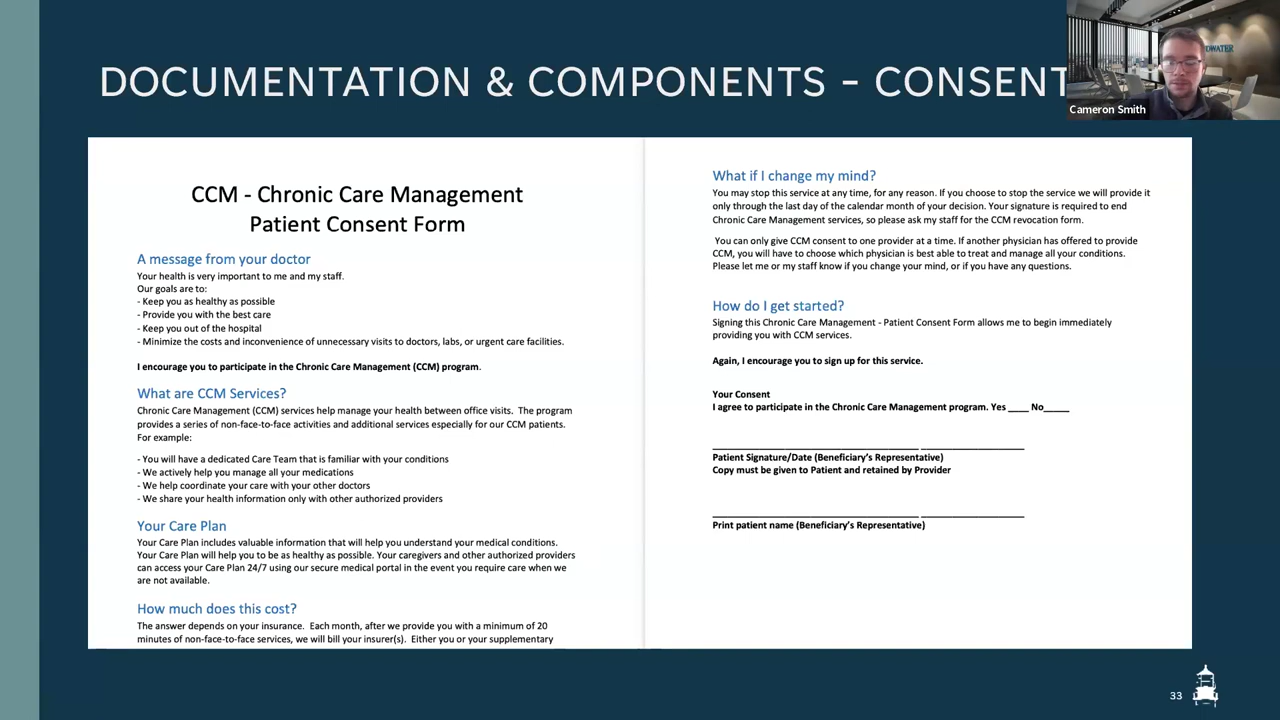 DOCUMENTATION & COMPONENTS - CONSENT
Cameron Smith
CCM - Chronic Care Management
Patient Consent Form
A message from your doctor
Your health is very important to me and my staff.
Our goals are to:
- Keep you as healthy as possible
- Provide you with the best care
- Keep you out of the hospital
- Minimize the costs and inconvenience of unnecessary visits to doctors, labs, or urgent care facilities.
I encourage you to participate in the Chronic Care Management (CCM) program.
What are CCM Services?
Chronic Care Management (CCM) services help manage your health between office visits. The program
provides a series of non-face-to-face activities and additional services especially for our CCM patients.
For example:
- You will have a dedicated Care Team that is familiar with your conditions
- We actively help you manage all your medications
- We help coordinate your care with your other doctors
- We share your health information only with other authorized providers
Your Care Plan
Your Care Plan includes valuable information that will help you understand your medical conditions.
Your Care Plan will help you to be as healthy as possible. Your caregivers and other authorized providers
can access your Care Plan 24/7 using our secure medical portal in the event you require care when we
are not available.
How much does this cost?
The answer depends on your insurance. Each month, after we provide you with a minimum of 20
minutes of non-face-to-face services, we will bill your insurer(s). Either you or your supplementary
What if I change my mind?
You may stop this service at any time, for any reason. If you choose to stop the service we will provide it
only through the last day of the calendar month of your decision. Your signature is required to end
Chronic Care Management services, so please ask my staff for the CCM revocation form.
You can only give CCM consent to one provider at a time. If another physician has offered to provide
CCM, you will have to choose which physician is best able to treat and manage all your conditions.
Please let me or my staff know if you change your mind, or if you have any questions.
How do I get started?
Signing this Chronic Care Management - Patient Consent Form allows me to begin immediately
providing you with CCM services.
Again, I encourage you to sign up for this service.
Your Consent
I agree to participate in the Chronic Care Management program. Yes ____ No_____
Patient Signature/Date (Beneficiary's Representative)
Copy must be given to Patient and retained by Provider
Print patient name (Beneficiary's Representative)
33